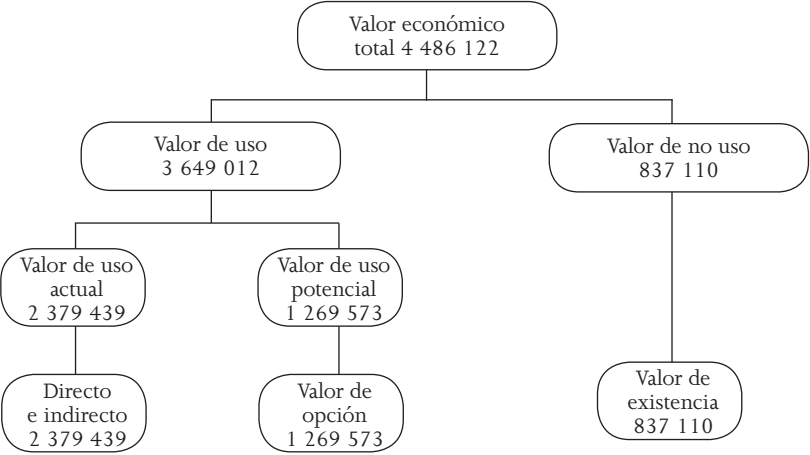 Valor económico
total 4 486 122
Valor de uso
3 649 012
Valor de no uso
837 110
Valor de uso
actual
2 379 439
Valor de uso
potencial
1 269 573
Directo
e indirecto
2 379 439
Valor de
opción
1 269 573
Valor de
existencia
837 110